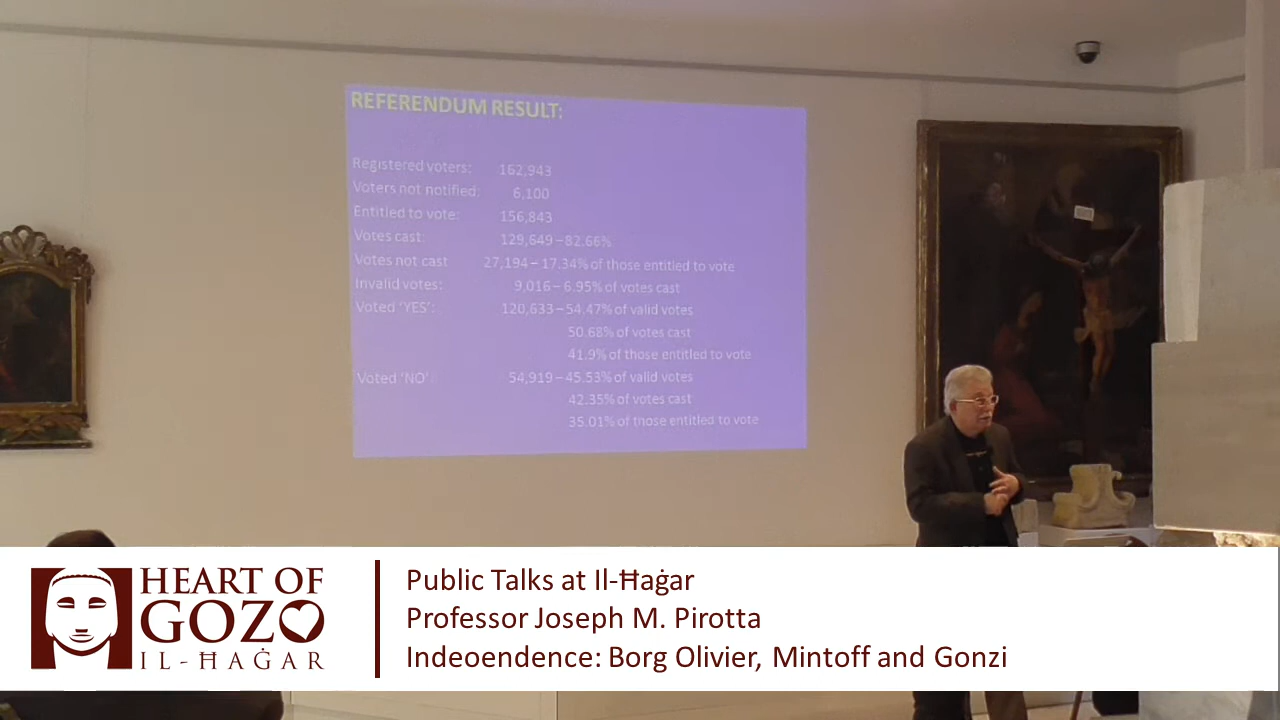 REFERENDUM RESULT:
Registered voters: 162,943
Voters not notified: 6,100
Entitled to vote: 156,843
Votes cast: 129,649 – 82.66%
Votes not cast 27,194 – 17.34% of those entitled to vote
Invalid votes: 9,016 – 6.95% of votes cast
Voted 'YES': 120,633 – 54.47% of valid votes
50.68% of votes cast
41.9% of those entitled to vote
Voted 'NO' 54,919 – 45.53% of valid votes
42.35% of votes cast
35.01% of those entitled to vote
HEART OF
GOZO
IL-ĦAĠAR
Public Talks at Il-Ħaġar
Professor Joseph M. Pirotta
Indeoendence: Borg Olivier, Mintoff and Gonzi